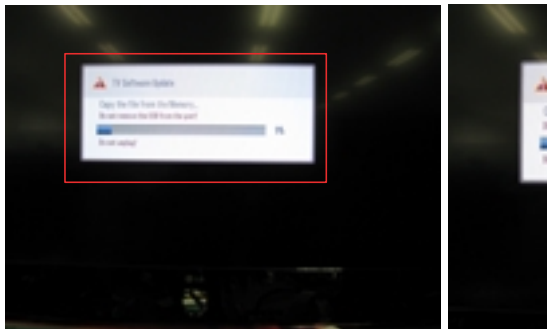 TV Software Update
Copy the File from the Memory...
Do not remove the USB from the port!
Do not unplug!